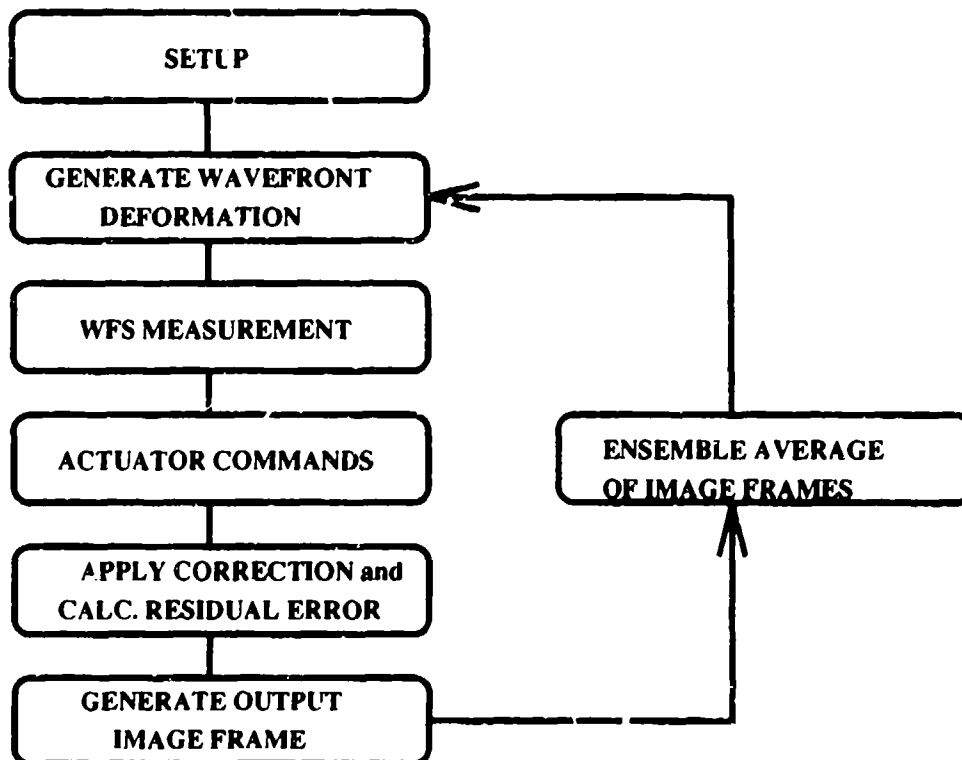 SETUP
GENERATE WAVEFRONT
DEFORMATION
WFS MEASUREMENT
ACTUATOR COMMANDS
APPLY CORRECTION and
CALC. RESIDUAL ERROR
GENERATE OUTPUT
IMAGE FRAME
ENSEMBLE AVERAGE
OF IMAGE FRAMES